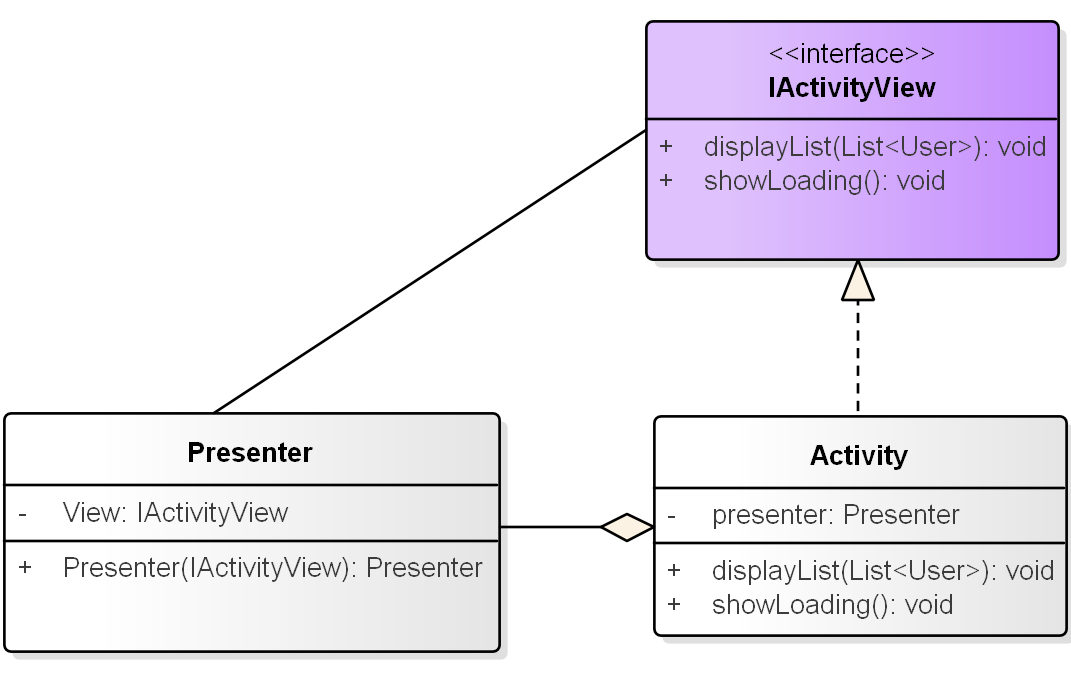 <<interface>>
IActivityView
+ displayList(List<User>): void
+ showLoading(): void
Presenter
- View: IActivityView
+ Presenter(IActivityView): Presenter
Activity
- presenter: Presenter
+ displayList(List<User>): void
+ showLoading(): void